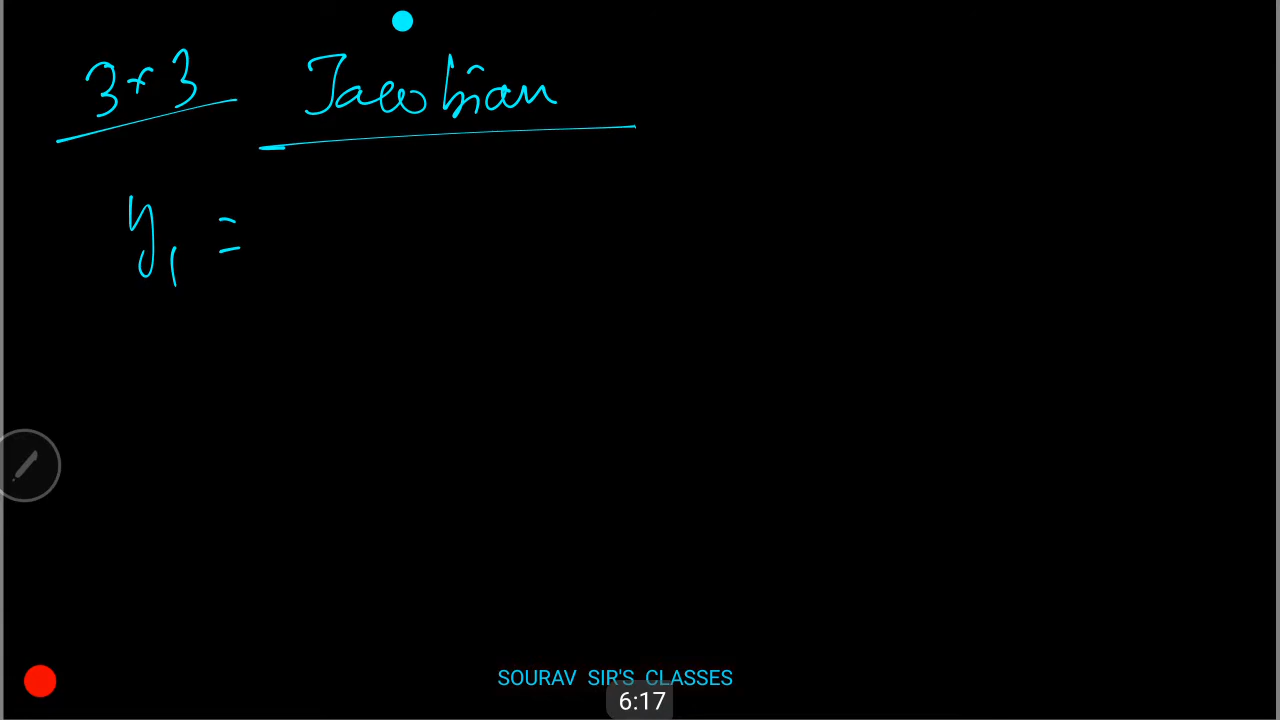 3×3 Jacobian
y₁ =
SOURAV SIR'S CLASSES
6:17